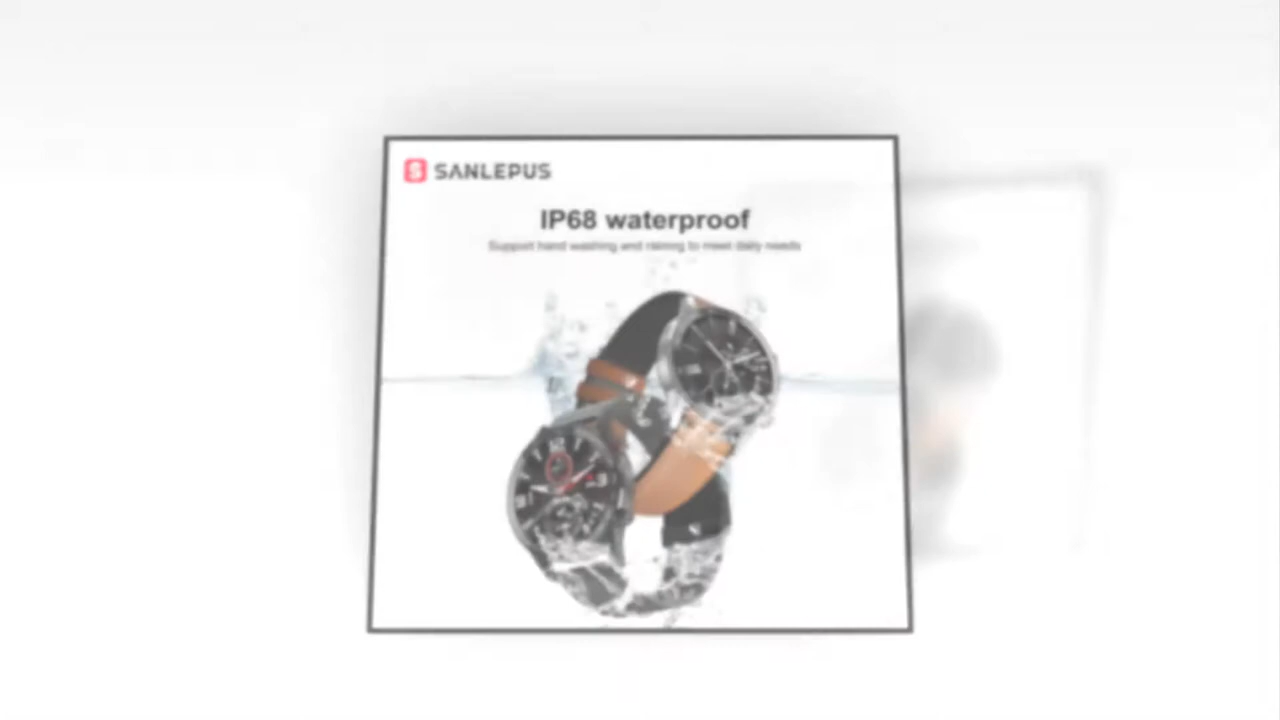 S SANLEPUS
IP68 waterproof
Support hand washing and raining to meet daily needs